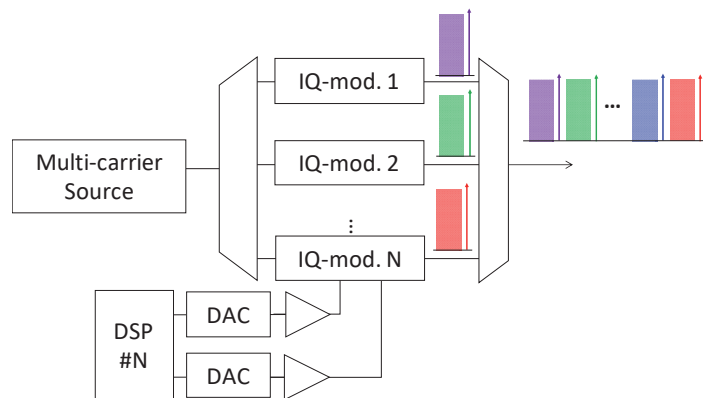 IQ-mod. 1
IQ-mod. 2
...
Multi-carrier
Source
...
IQ-mod. N
DSP
#N
DAC
DAC